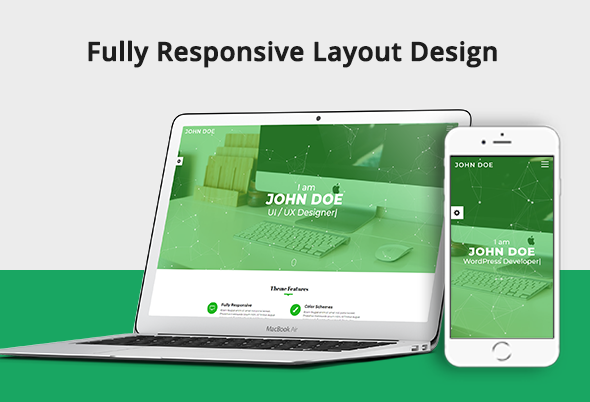 Fully Responsive Layout Design
JOHN DOE
I am
JOHN DOE
UI / UX Designer|
Theme Features
Fully Responsive
Color Schemes
MacBook Air
JOHN DOE
I am
JOHN DOE
WordPress Developer|